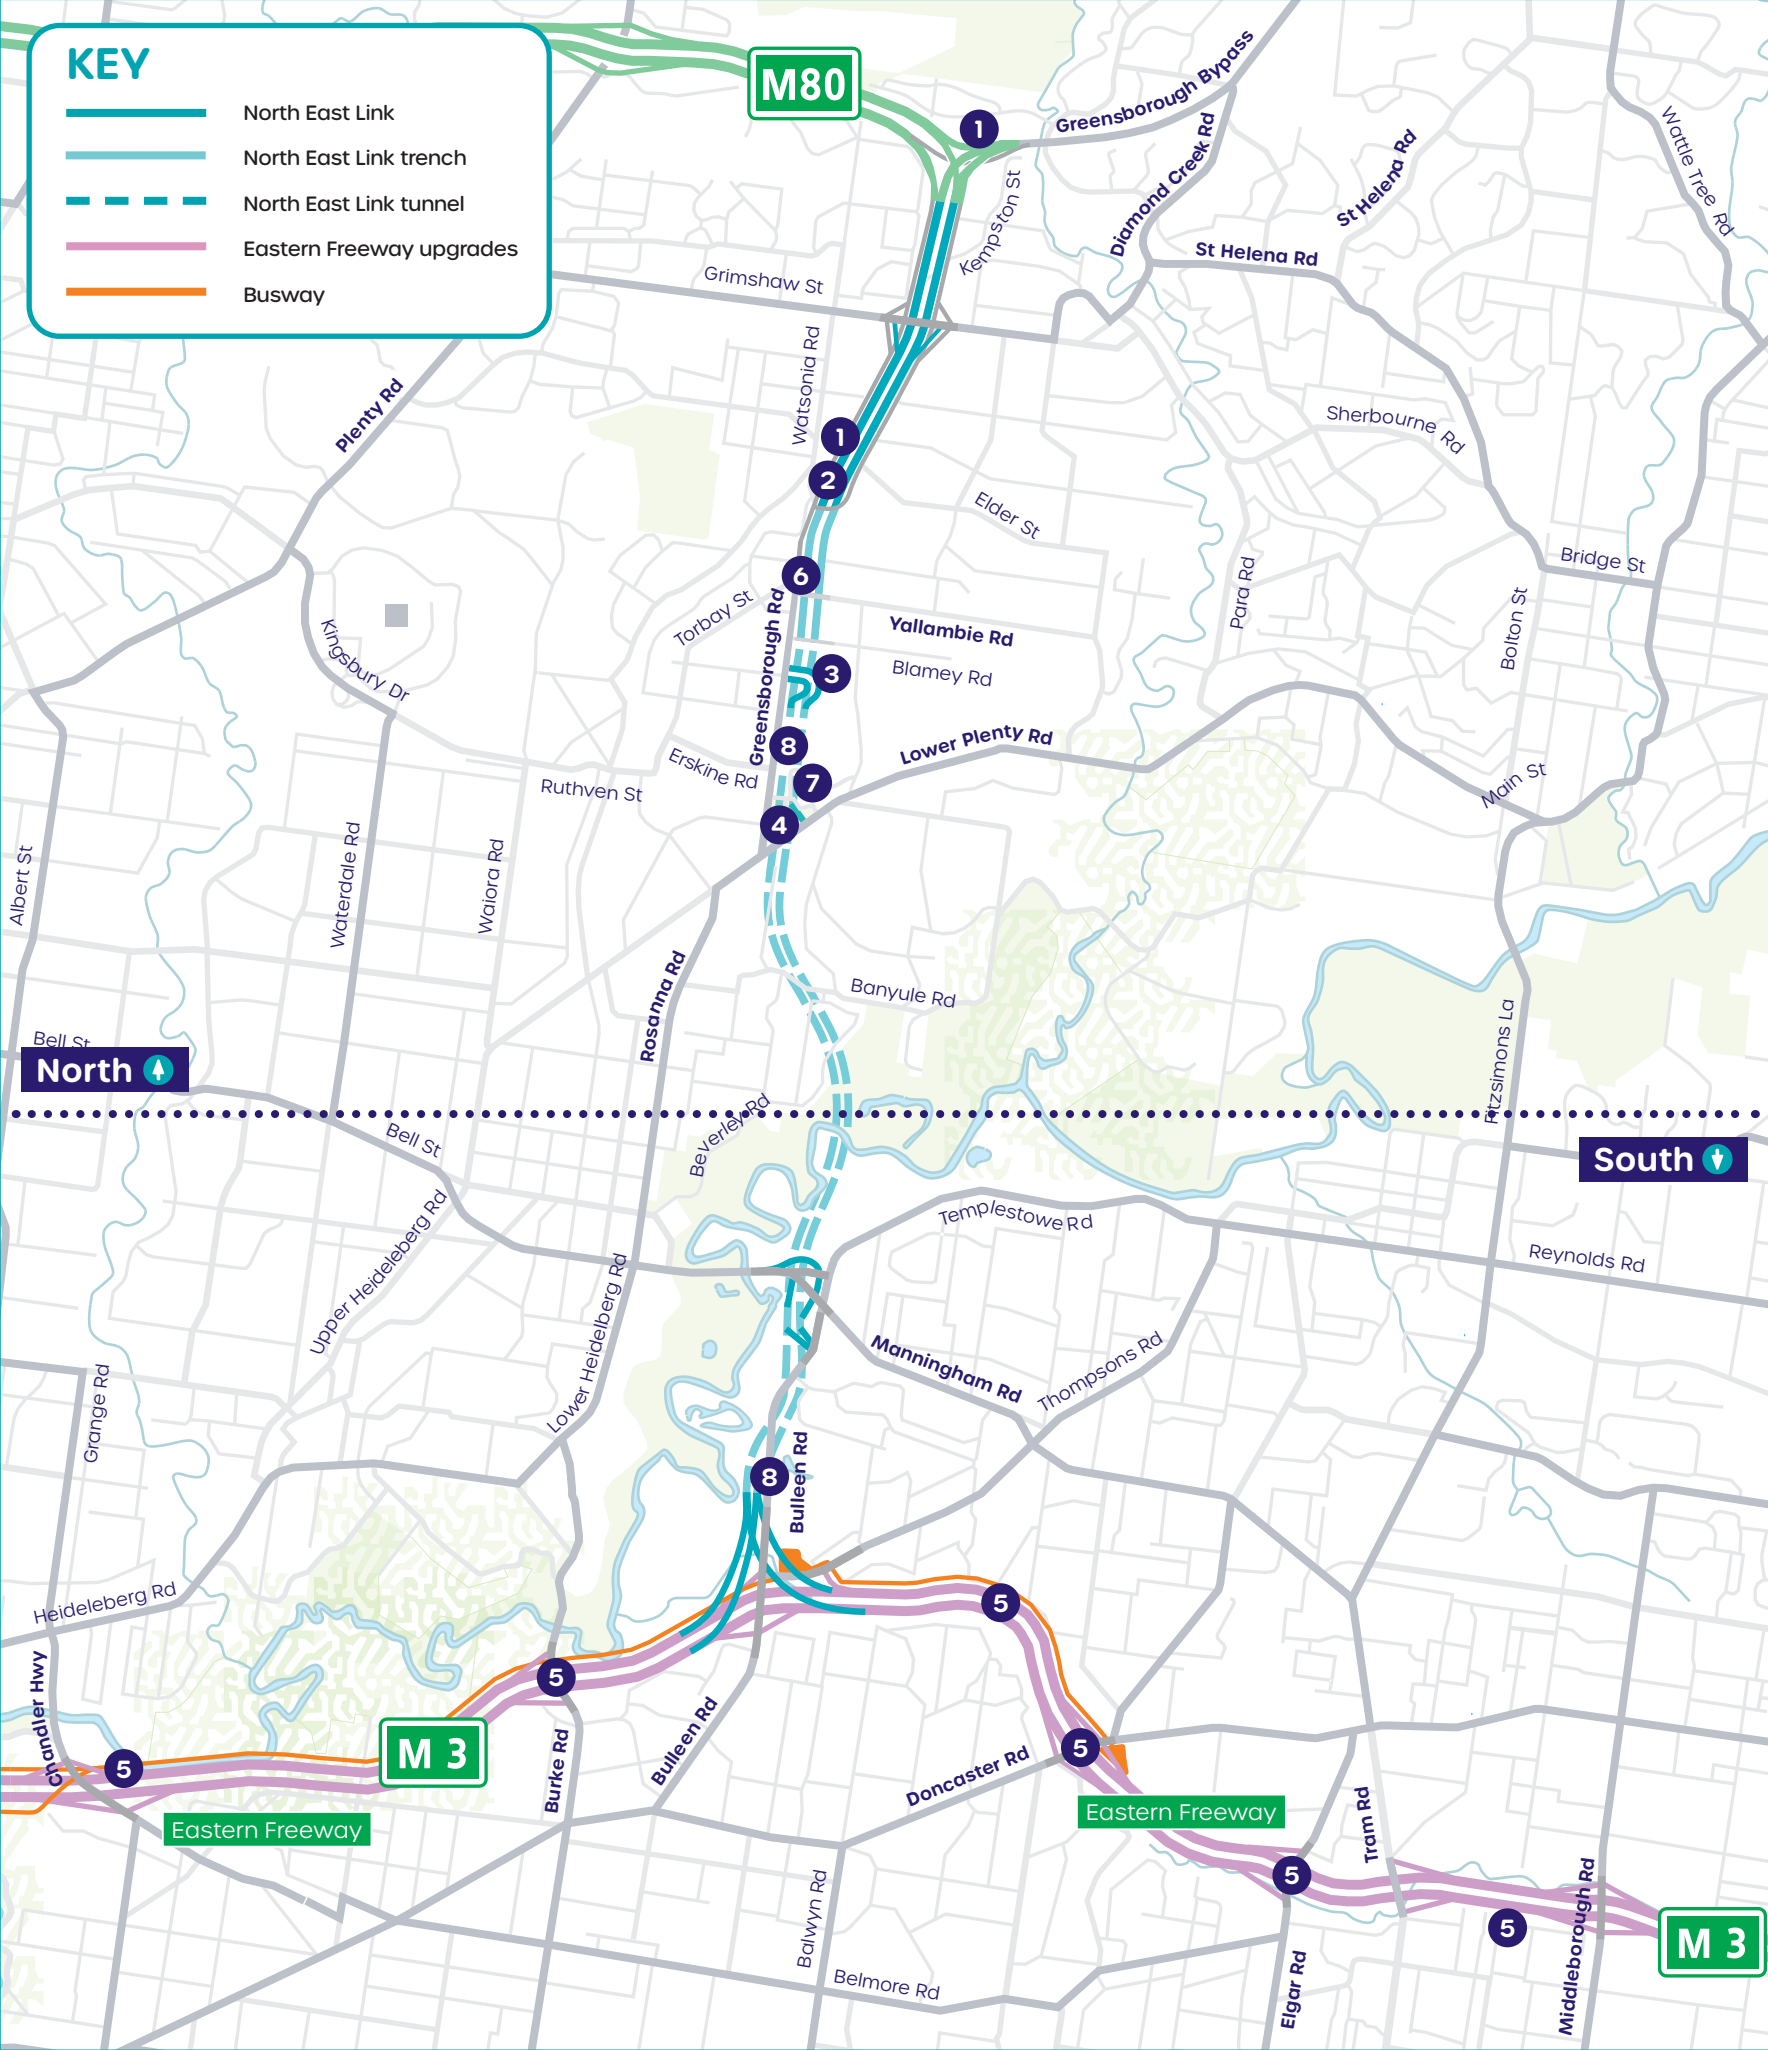 KEY
North East Link
North East Link trench
North East Link tunnel
Eastern Freeway upgrades
Busway
M80
1
Greensborough Bypass
Diamond Creek Rd
St Helena Rd
Wattle Tree Rd
Kempston St
St Helena Rd
Grimshaw St
Watsonia Rd
Plenty Rd
Sherbourne Rd
1
2
Elder St
Bridge St
6
Para Rd
Bolton St
Torbay St
Greensborough Rd
Yallambie Rd
Kingsbury Dr
3
Blamey Rd
8
Lower Plenty Rd
Erskine Rd
7
Ruthven St
Main St
4
Albert St
Waterdale Rd
Waiora Rd
Rosanna Rd
Banyule Rd
Fitzsimons La
Bell St
North
Beverley Rd
Bell St
South
Upper Heideleberg Rd
Templestowe Rd
Reynolds Rd
Lower Heidelberg Rd
Manningham Rd
Thompsons Rd
Grange Rd
Bulleen Rd
8
Heideleberg Rd
5
Chandler Hwy
5
Bulleen Rd
M 3
5
Burke Rd
5
Doncaster Rd
Eastern Freeway
Eastern Freeway
Tram Rd
Balwyn Rd
5
Middleborough Rd
5
M 3
Belmore Rd
Elgar Rd